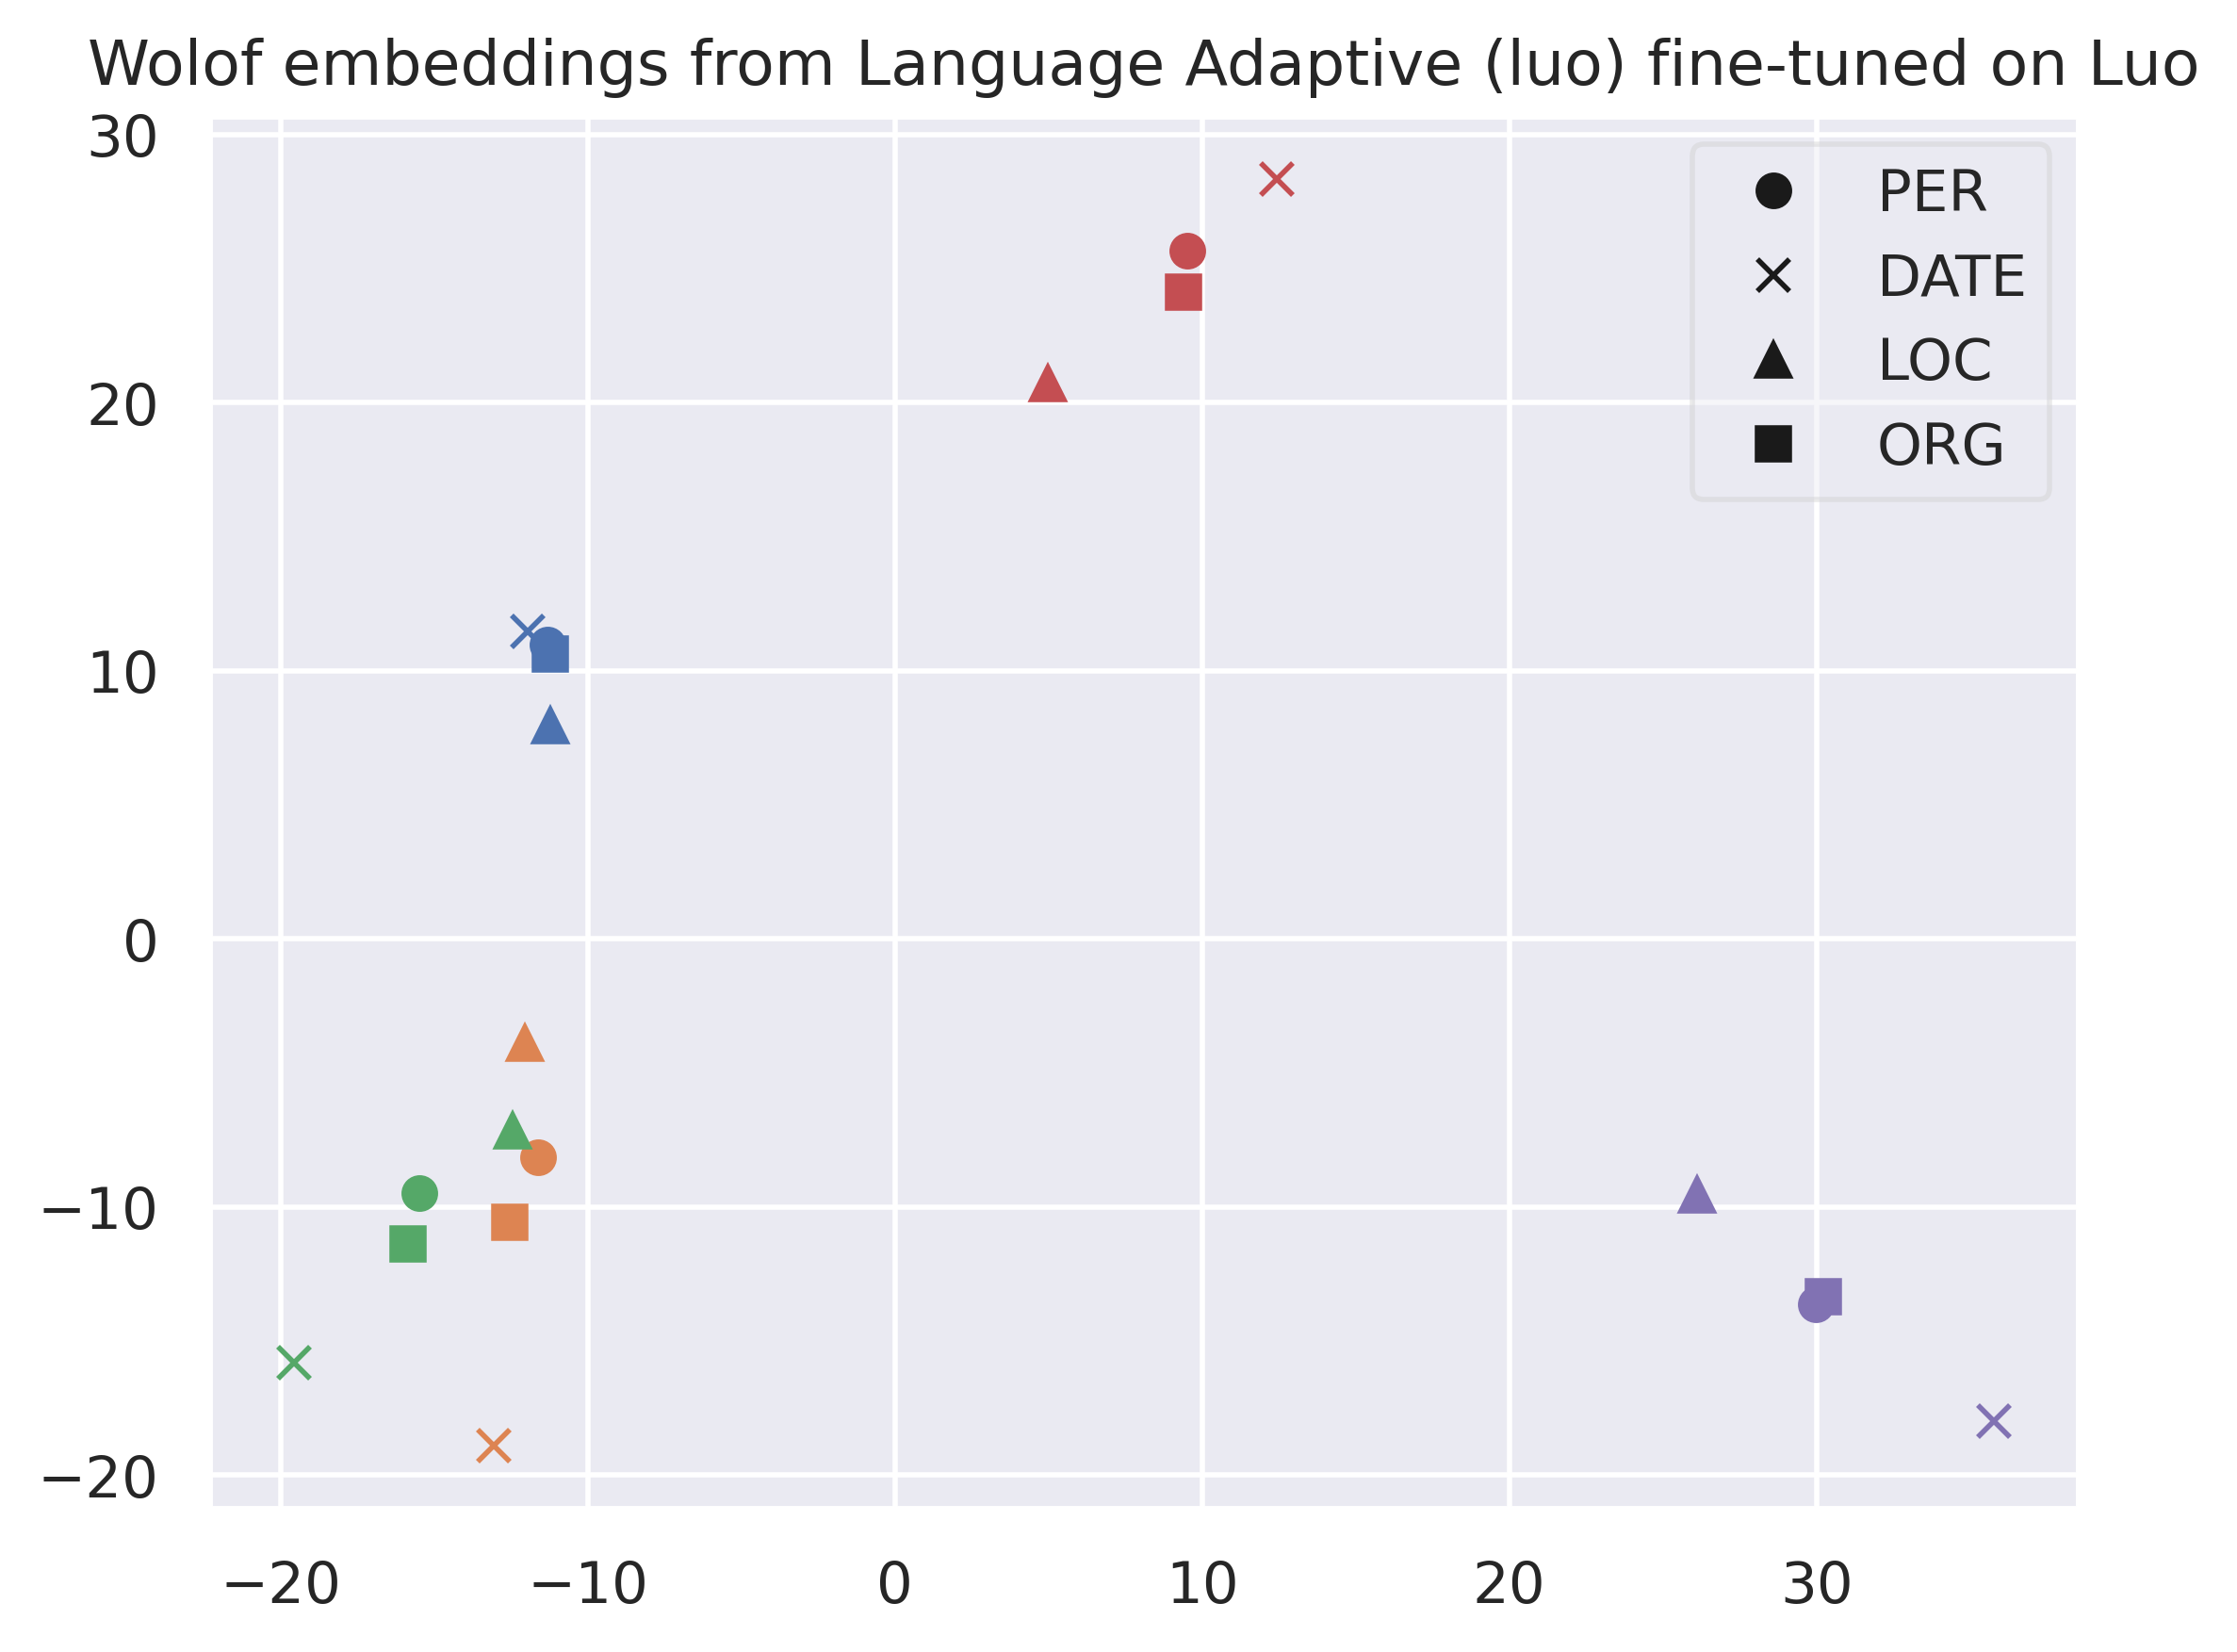 Wolof embeddings from Language Adaptive (luo) fine-tuned on Luo
30
20
10
0
−10
−20
PER
DATE
LOC
ORG
−20 −10 0 10 20 30